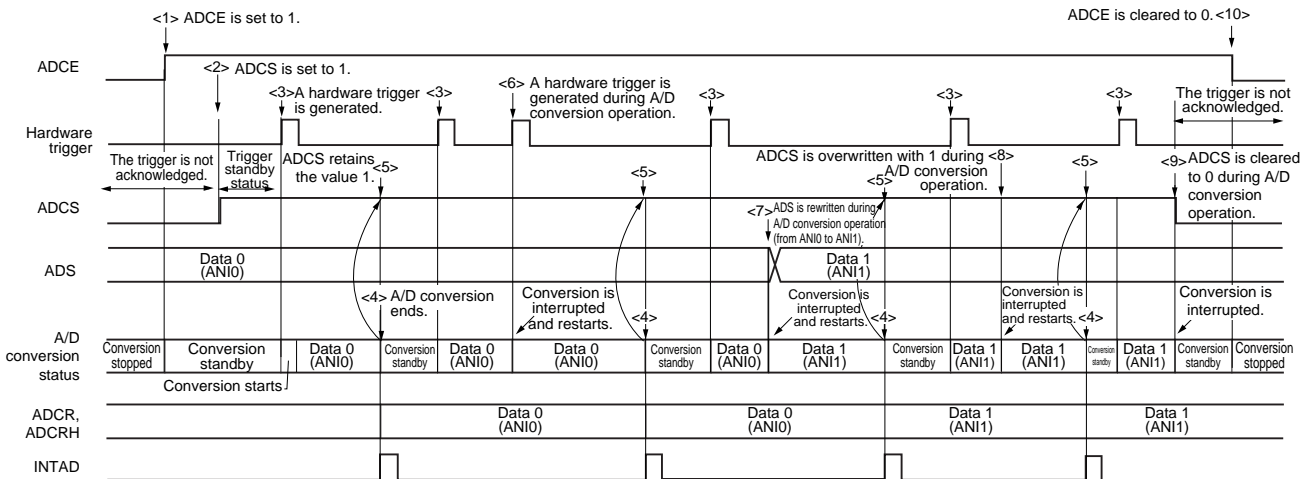 <1> ADCE is set to 1.
ADCE is cleared to 0. <10>
ADCE
<2> ADCS is set to 1.
<3> A hardware trigger
is generated.
<3>
<6> A hardware trigger is
generated during A/D
conversion operation.
<3>
<3>
<3>
The trigger is not
acknowledged.
Hardware
trigger
The trigger is not
acknowledged.
Trigger
standby
status
ADCS retains
the value 1.
<5>
<5>
ADCS is overwritten with 1 during
A/D conversion
operation.
<8>
<5>
<5>
<9> ADCS is cleared
to 0 during A/D
conversion
operation.
ADCS
<7> ADS is rewritten during
A/D conversion operation
(from ANI0 to ANI1).
ADS
Data 0
(ANI0)
Data 1
(ANI1)
<4> A/D conversion
ends.
Conversion is
interrupted
and restarts.
<4>
Conversion is
interrupted
and restarts.
<4>
Conversion is
interrupted
and restarts.
<4>
Conversion is
interrupted.
A/D
conversion
status
Conversion
stopped
Conversion
standby
Data 0
(ANI0)
Conversion
standby
Data 0
(ANI0)
Data 0
(ANI0)
Conversion
standby
Data 0
(ANI0)
Data 1
(ANI1)
Conversion
standby
Data 1
(ANI1)
Data 1
(ANI1)
Conversion
standby
Data 1
(ANI1)
Conversion
standby
Conversion
stopped
Conversion starts
ADCR,
ADCRH
Data 0
(ANI0)
Data 0
(ANI0)
Data 1
(ANI1)
Data 1
(ANI1)
INTAD